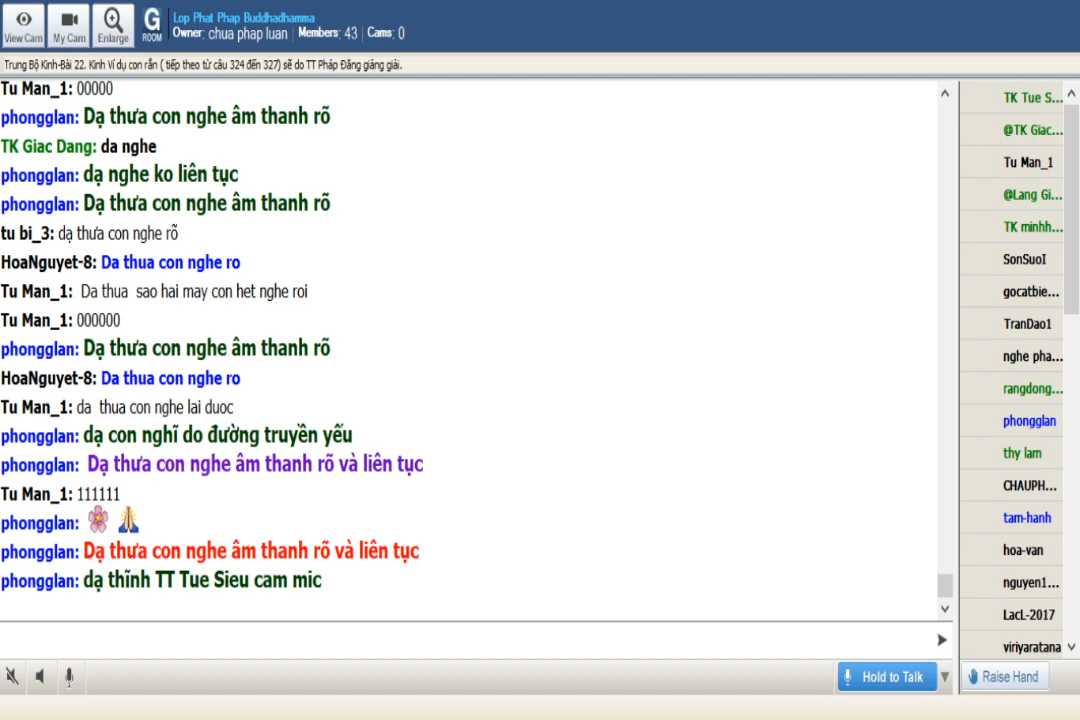 View Cam
My Cam
Enlarge
G
ROOM
Lop Phat Phap Buddhadhamma
Owner: chua phap luan | Members: 43 | Cams: 0
Trung Bộ Kinh-Bài 22. Kinh Ví dụ con rắn ( tiếp theo từ câu 324 đến 327) sẽ do TT Pháp Đăng giảng giải.
Tu Man_1: 00000
phongglan: Dạ thưa con nghe âm thanh rõ
TK Giac Dang: da nghe
phongglan: dạ nghe ko liên tục
phongglan: Dạ thưa con nghe âm thanh rõ
tu bi_3: dạ thưa con nghe rõ
HoaNguyet-8: Da thua con nghe ro
Tu Man_1: Da thua sao hai may con het nghe roi
Tu Man_1: 000000
phongglan: Dạ thưa con nghe âm thanh rõ
HoaNguyet-8: Da thua con nghe ro
Tu Man_1: da thua con nghe lai duoc
phongglan: dạ con nghĩ do đường truyền yếu
phongglan: Dạ thưa con nghe âm thanh rõ và liên tục
Tu Man_1: 111111
phongglan:
phongglan: Dạ thưa con nghe âm thanh rõ và liên tục
phongglan: dạ thĩnh TT Tue Sieu cam mic
TK Tue S...
@TK Giac...
Tu Man_1
@Lang Gi...
TK minhh...
SonSuoI
gocatbie...
TranDao1
nghe pha...
rangdong...
phongglan
thy lam
CHAUPH...
tam-hanh
hoa-van
nguyen1...
LacL-2017
viriyaratana
Hold to Talk
Raise Hand